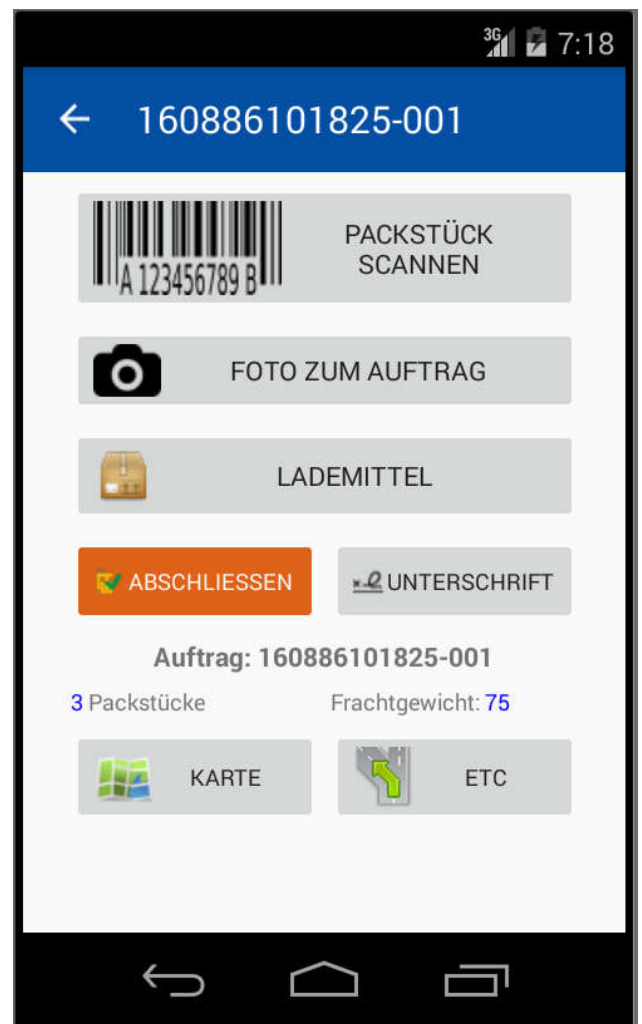 3G 7:18
160886101825-001
A 123456789 B
PACKSTÜCK
SCANNEN
FOTO ZUM AUFTRAG
LADEMITTEL
ABSCHLIESSEN
UNTERSCHRIFT
Auftrag: 160886101825-001
3 Packstücke
Frachtgewicht: 75
KARTE
ETC